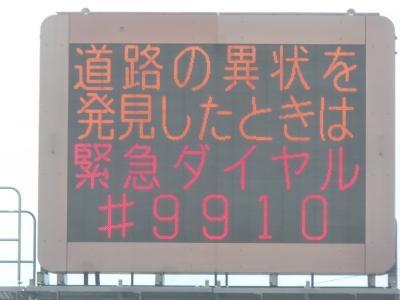 道路の異状を
発見したときは
緊急ダイヤル
#9910